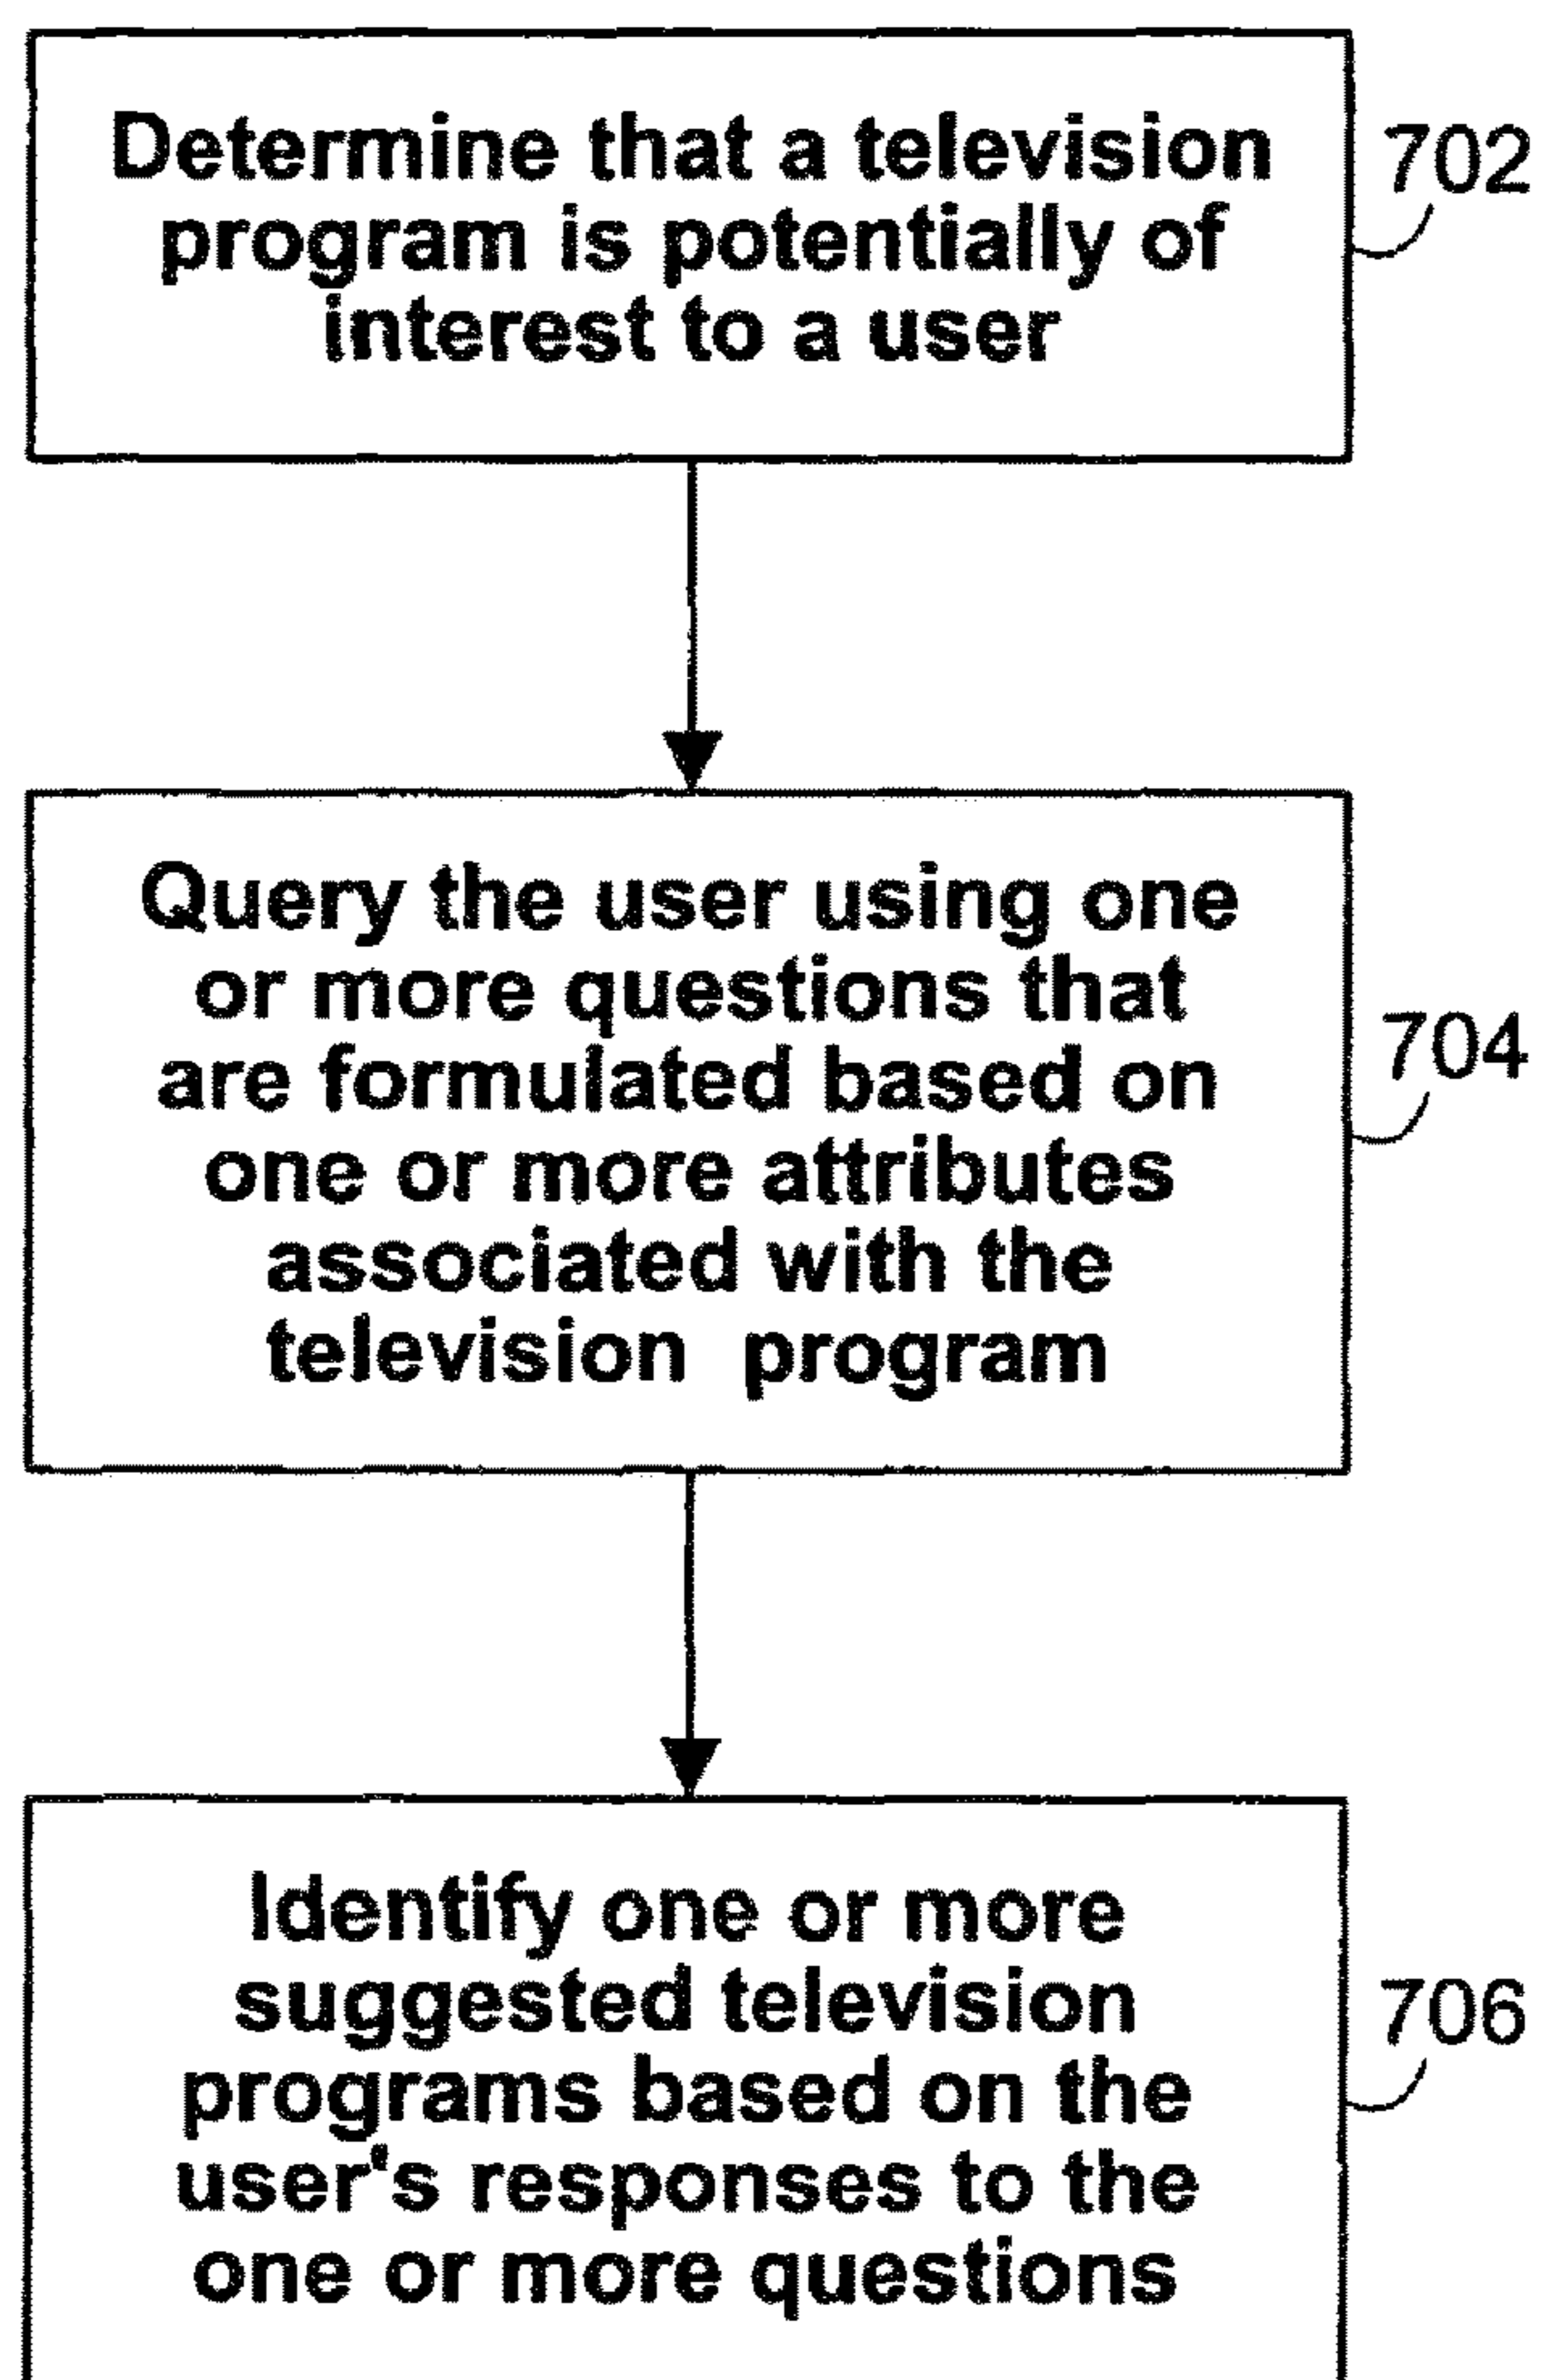 Determine that a television
program is potentially of
interest to a user
702
Query the user using one
or more questions that
are formulated based on
one or more attributes
associated with the
television program
704
Identify one or more
suggested television
programs based on the
user's responses to the
one or more questions
706